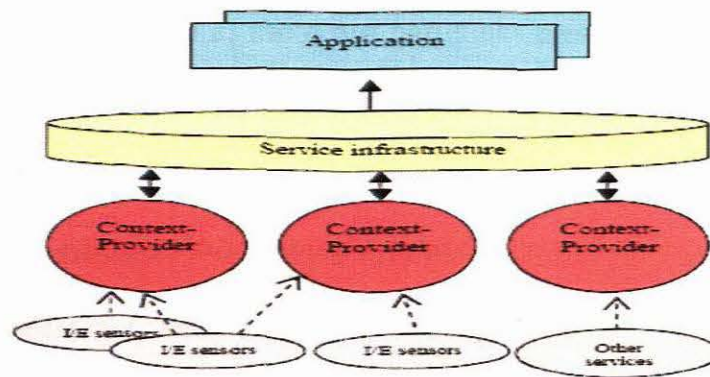 Application
Service infrastructure
Context-
Provider
Context-
Provider
Context-
Provider
I/E sensors
I/E sensors
I/E sensors
Other
services